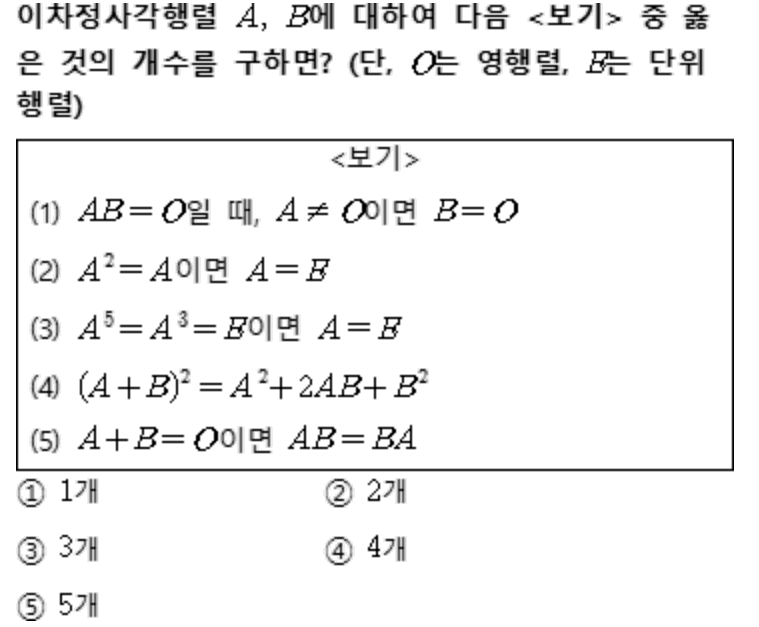 이차정사각행렬 A, B에 대하여 다음 <보기> 중 옳
은 것의 개수를 구하면? (단, O는 영행렬, E는 단위
행렬)
<보기>
(1) AB=O일 때, A≠O이면 B=O
(2) A²=A이면 A=E
(3) A⁵=A³=E이면 A=E
(4) (A+B)²=A²+2AB+B²
(5) A+B=O이면 AB=BA
① 1개 ② 2개
③ 3개 ④ 4개
⑤ 5개